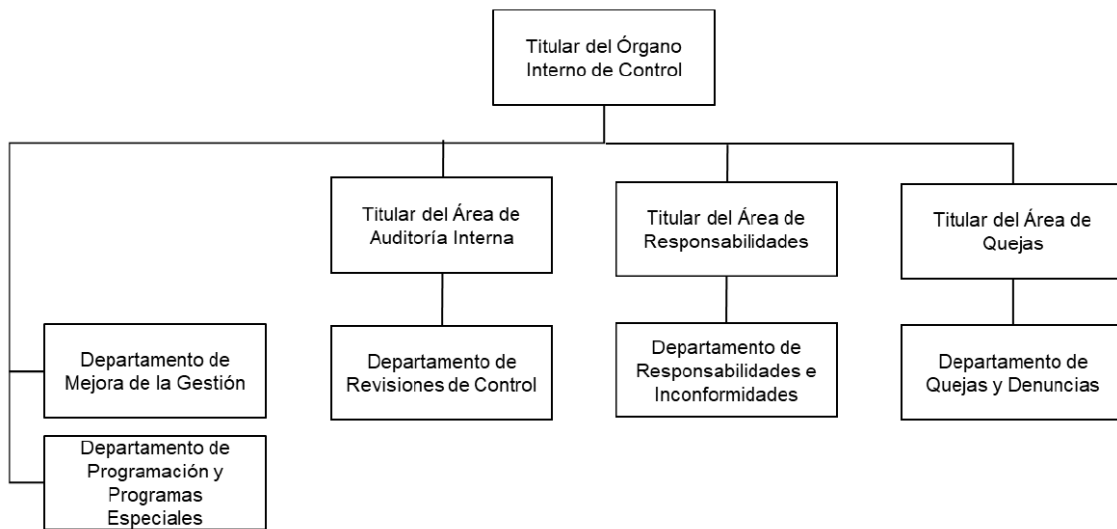 Titular del Órgano
Interno de Control
Titular del Área de
Auditoría Interna
Titular del Área de
Responsabilidades
Titular del Área de
Quejas
Departamento de
Mejora de la Gestión
Departamento de
Revisiones de Control
Departamento de
Responsabilidades e
Inconformidades
Departamento de
Quejas y Denuncias
Departamento de
Programación y
Programas
Especiales